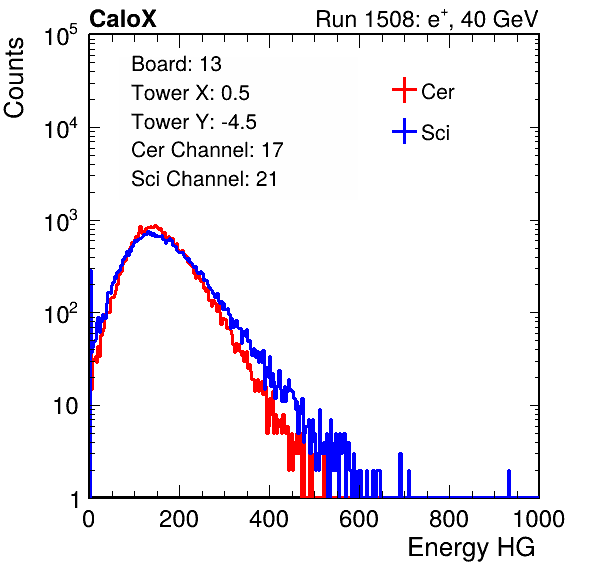 CaloX Run 1508: e⁺, 40 GeV
Counts
Board: 13
Tower X: 0.5
Tower Y: -4.5
Cer Channel: 17
Sci Channel: 21
Cer
Sci
10⁵
10⁴
10³
10²
10
1
0 200 400 600 800 1000
Energy HG